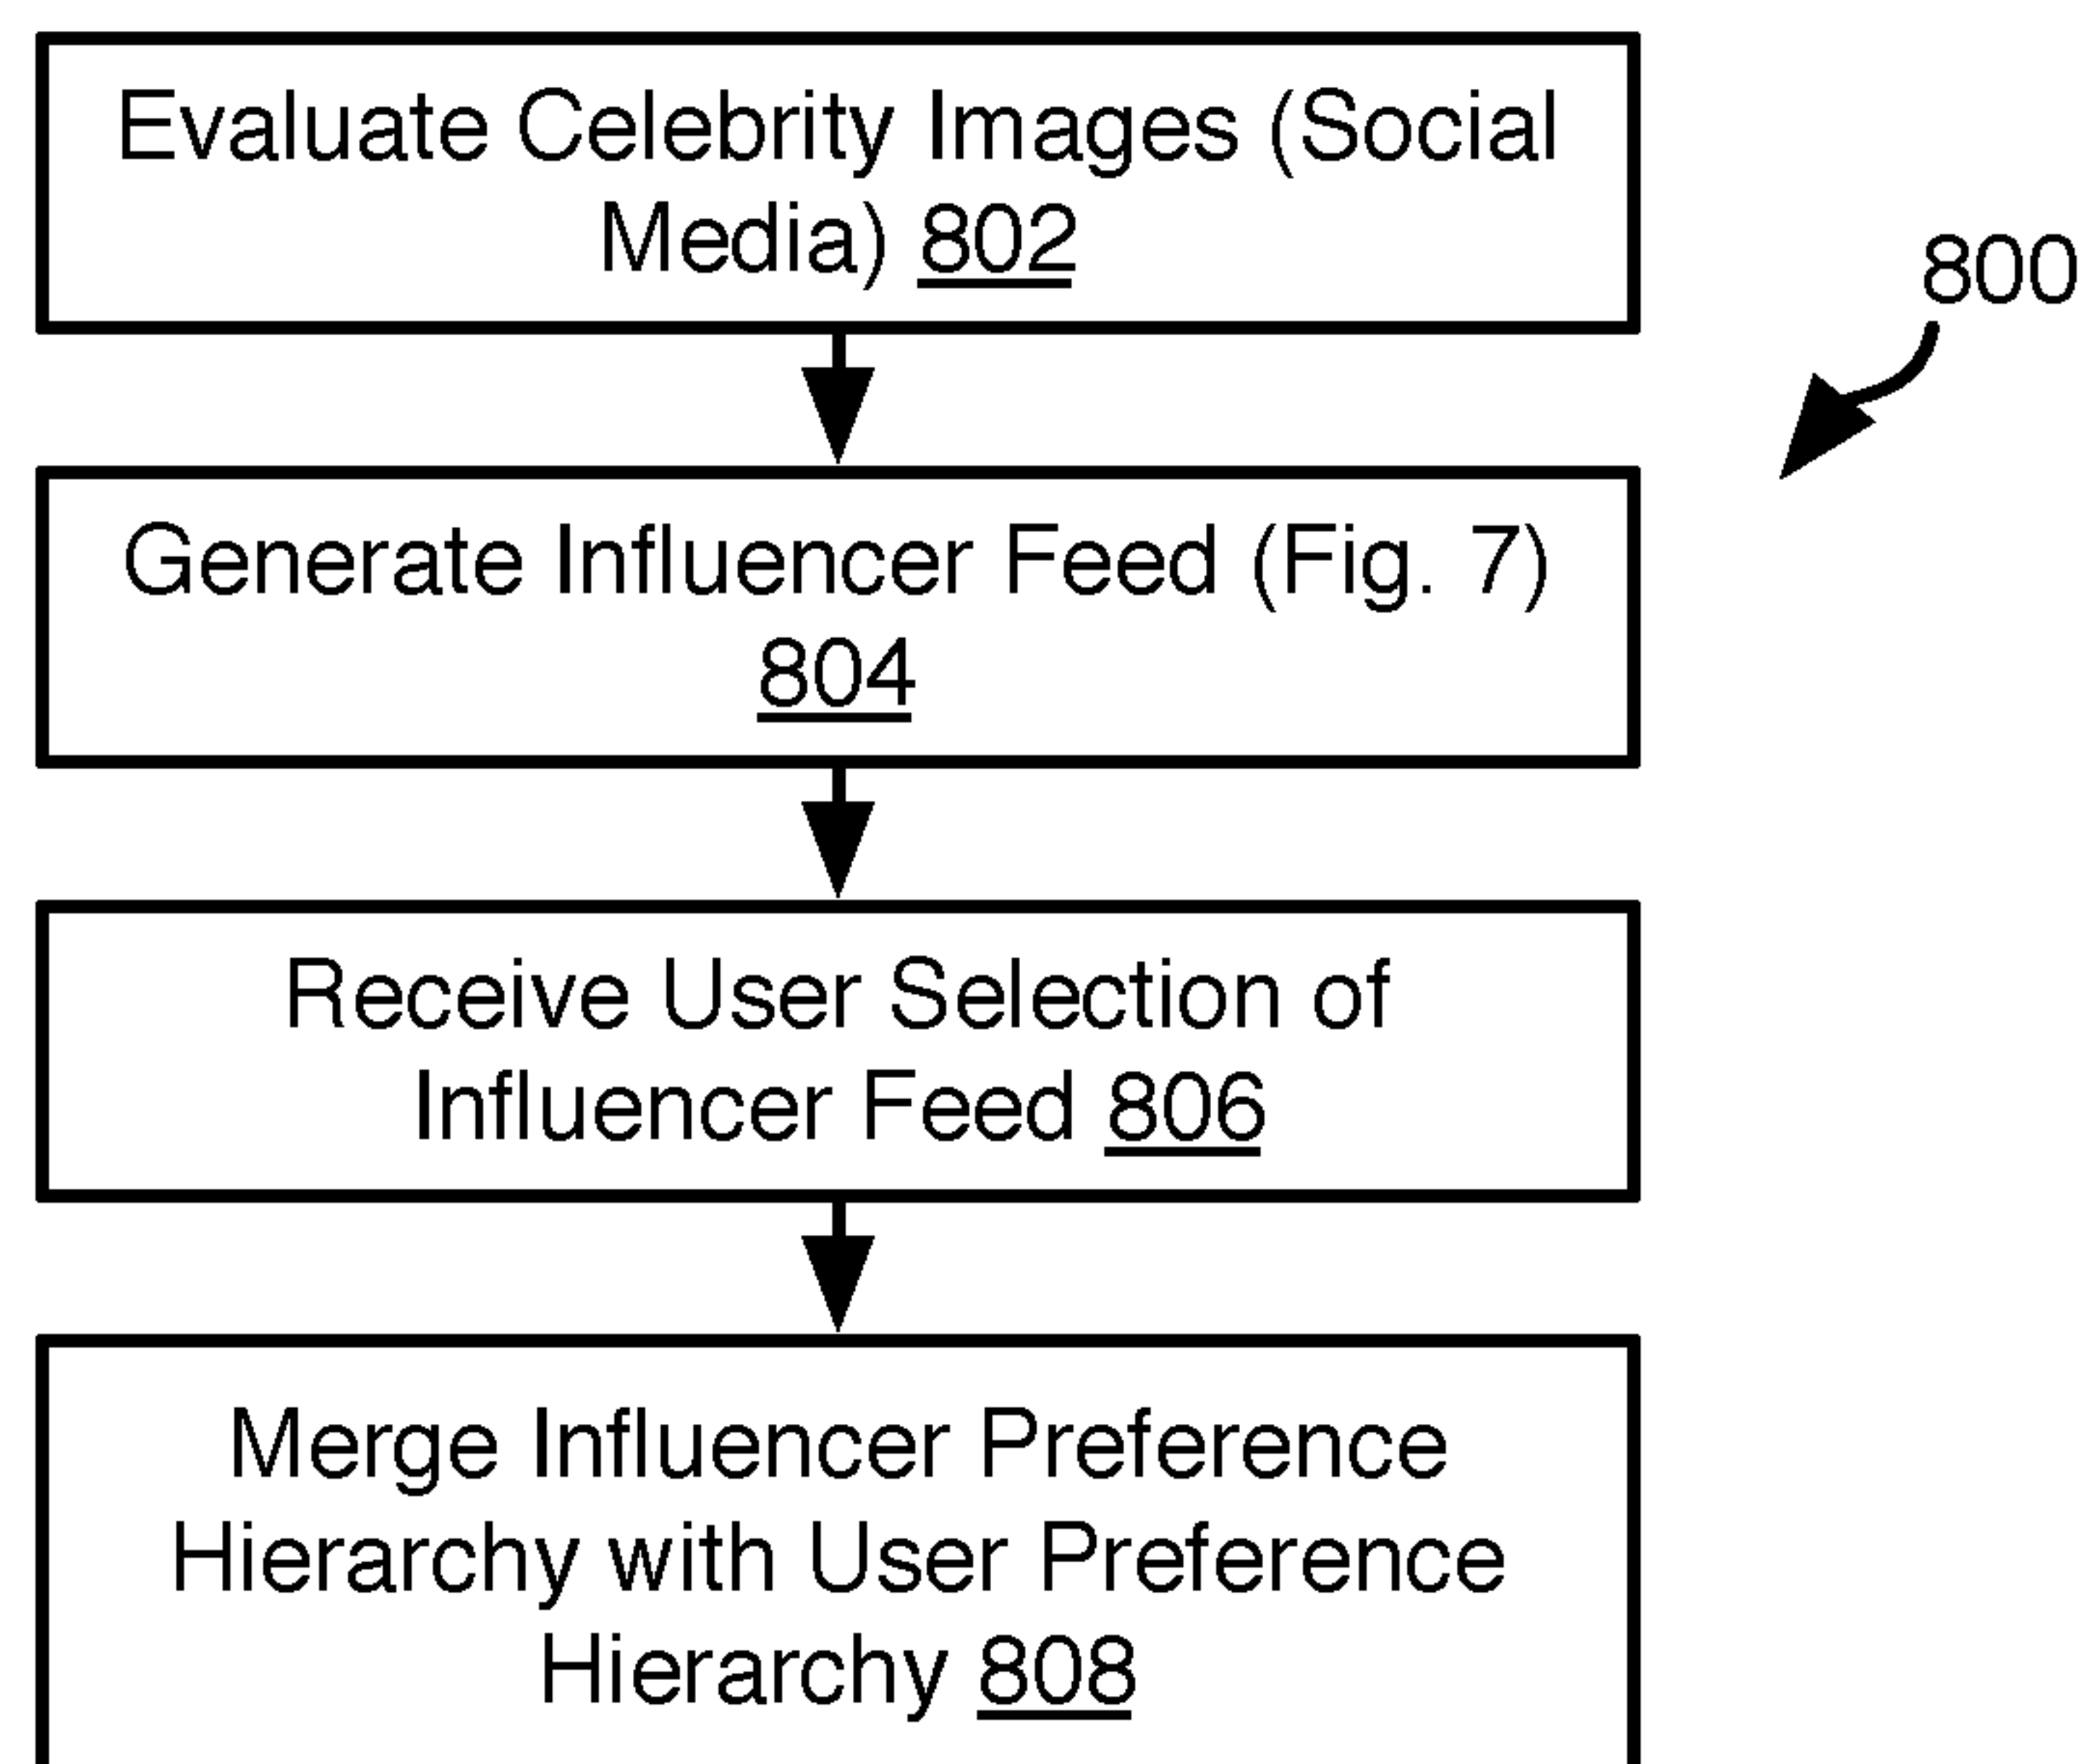 Evaluate Celebrity Images (Social
Media) 802
800
Generate Influencer Feed (Fig. 7)
804
Receive User Selection of
Influencer Feed 806
Merge Influencer Preference
Hierarchy with User Preference
Hierarchy 808